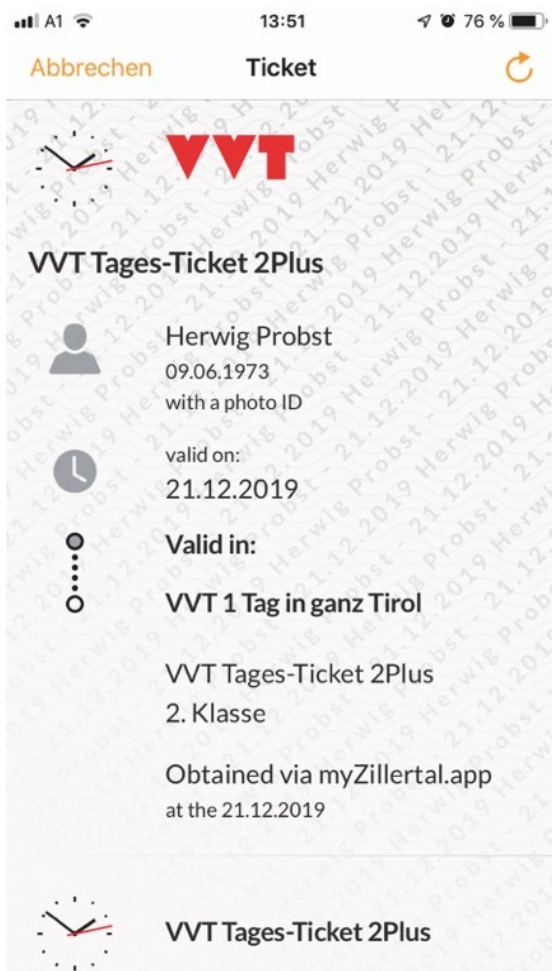 A1 13:51 76 %
Abbrechen Ticket
VVT
VVT Tages-Ticket 2Plus
Herwig Probst
09.06.1973
with a photo ID
valid on:
21.12.2019
Valid in:
VVT 1 Tag in ganz Tirol
VVT Tages-Ticket 2Plus
2. Klasse
Obtained via myZillertal.app
at the 21.12.2019
VVT Tages-Ticket 2Plus